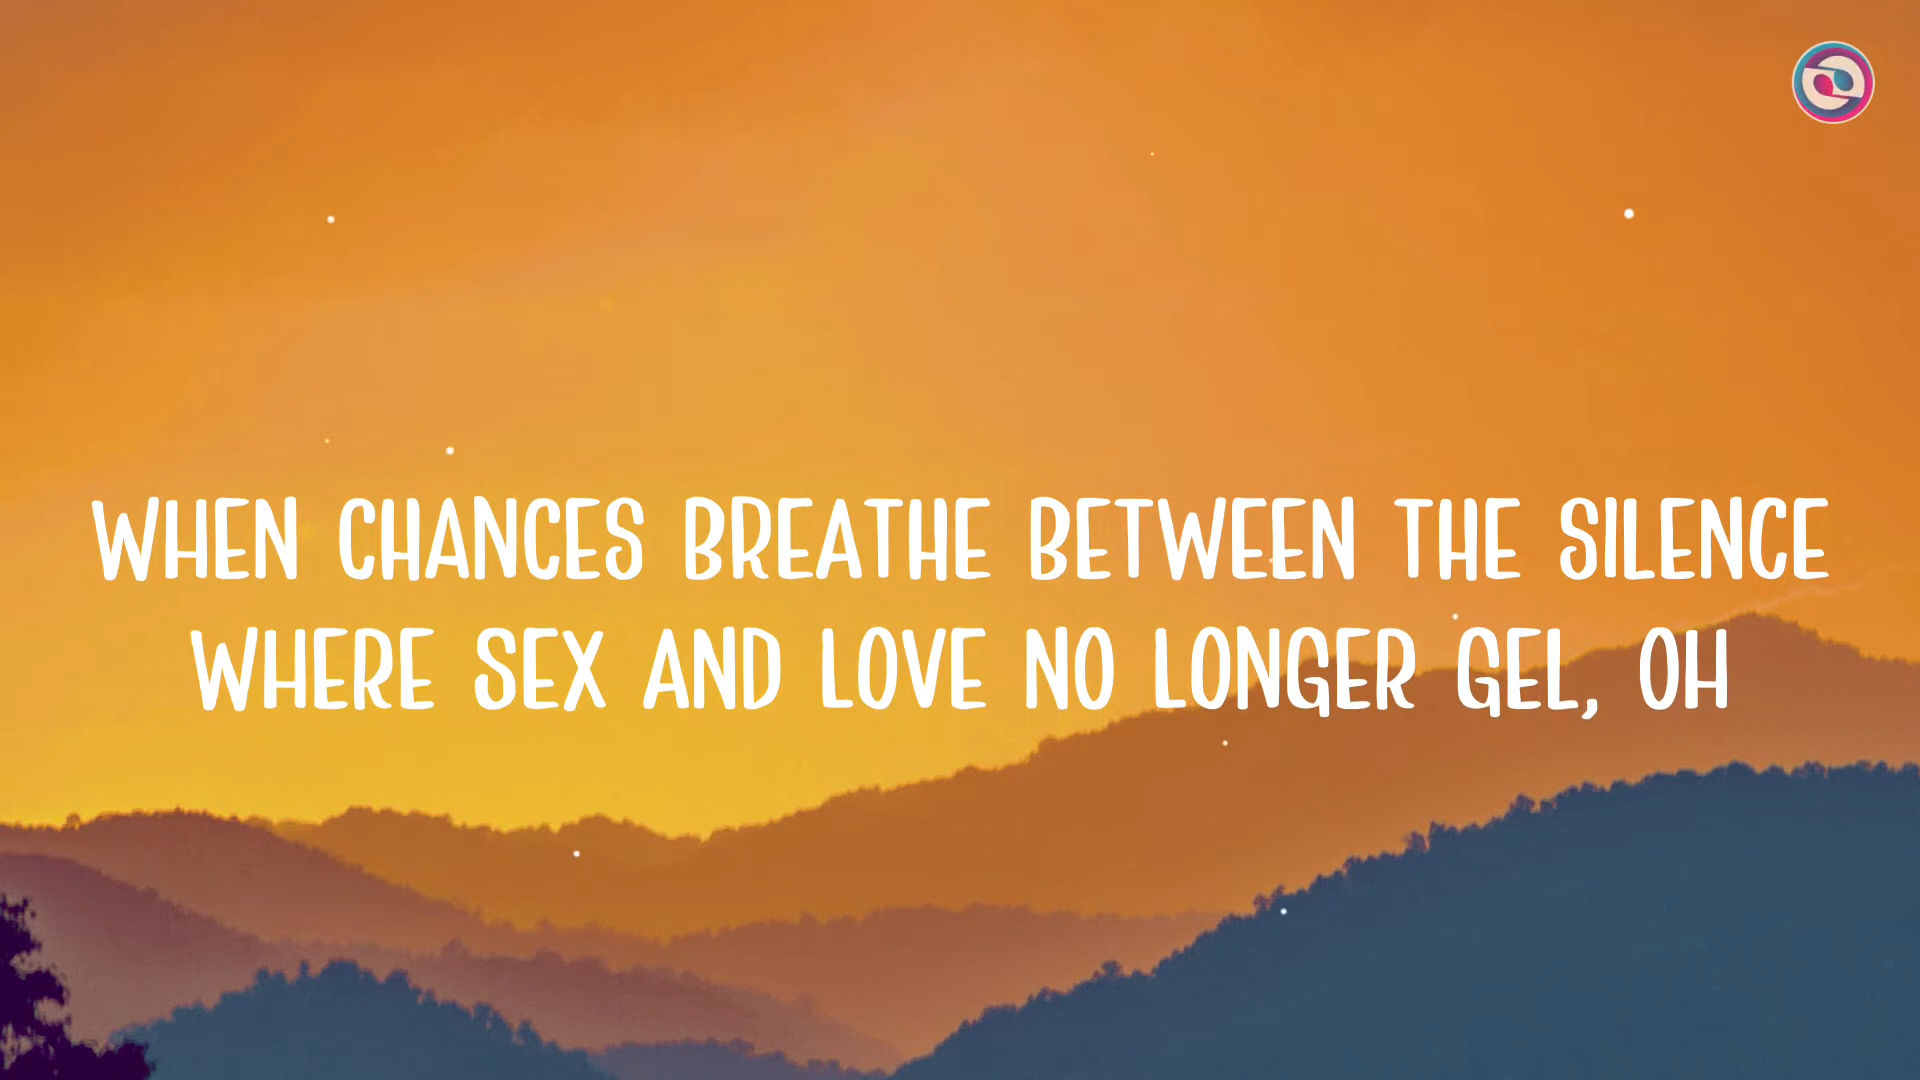 WHEN CHANCES BREATHE BETWEEN THE SILENCE
WHERE SEX AND LOVE NO LONGER GEL, OH